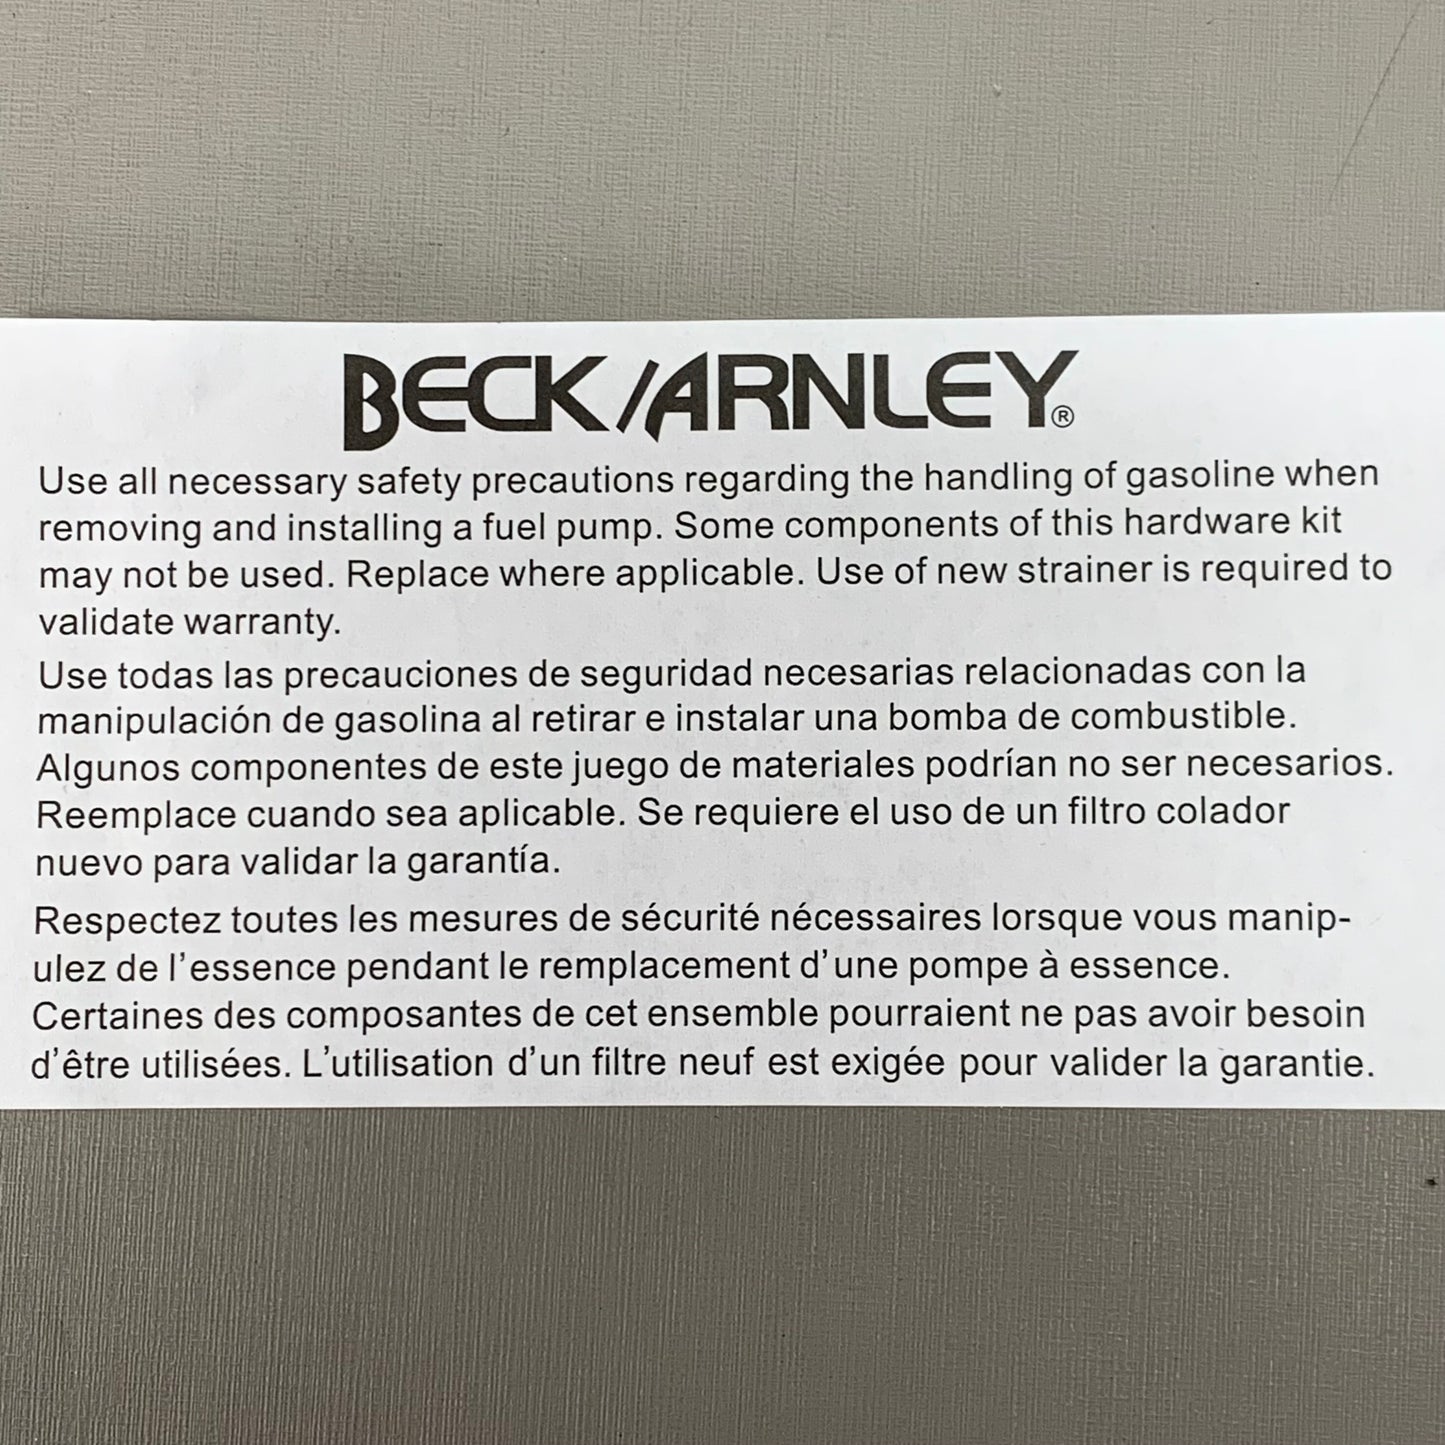 BECK/ARNLEY®
Use all necessary safety precautions regarding the handling of gasoline when
removing and installing a fuel pump. Some components of this hardware kit
may not be used. Replace where applicable. Use of new strainer is required to
validate warranty.
Use todas las precauciones de seguridad necesarias relacionadas con la
manipulación de gasolina al retirar e instalar una bomba de combustible.
Algunos componentes de este juego de materiales podrían no ser necesarios.
Reemplace cuando sea aplicable. Se requiere el uso de un filtro colador
nuevo para validar la garantía.
Respectez toutes les mesures de sécurité nécessaires lorsque vous manip-
ulez de l'essence pendant le remplacement d'une pompe à essence.
Certaines des composantes de cet ensemble pourraient ne pas avoir besoin
d'être utilisées. L'utilisation d'un filtre neuf est exigée pour valider la garantie.